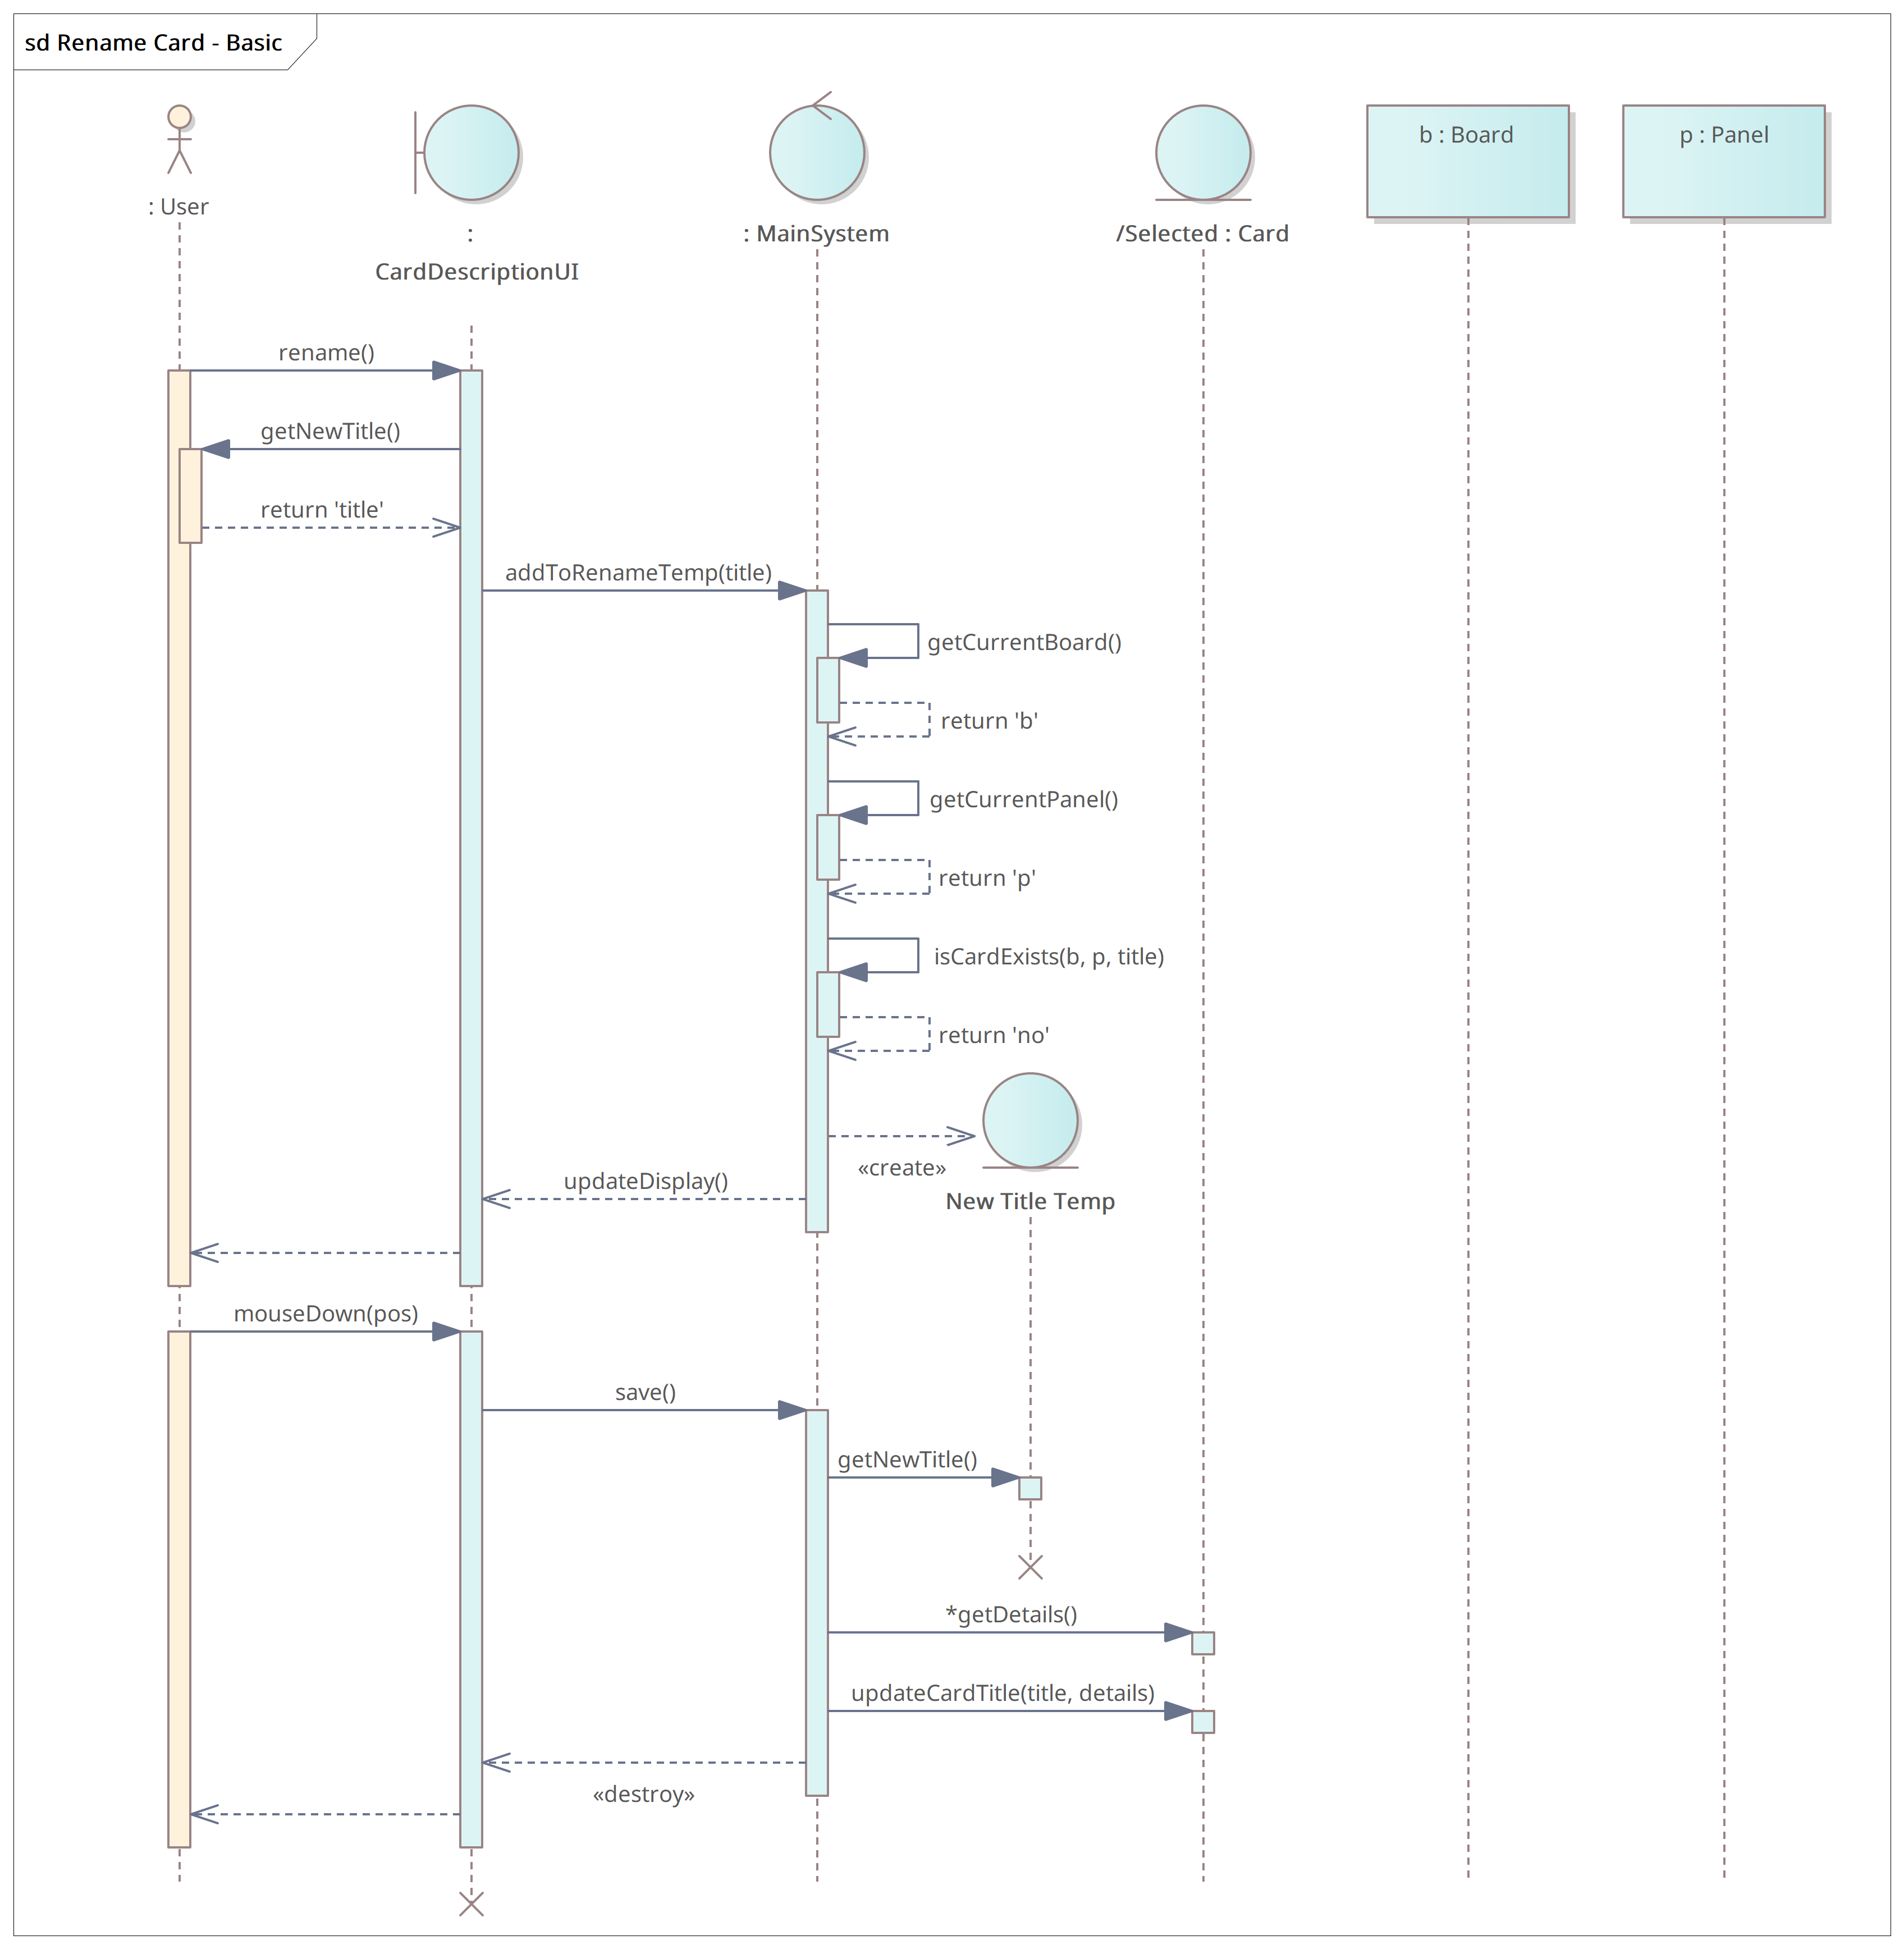 sd Rename Card - Basic
: User
:
CardDescriptionUI
: MainSystem
/Selected : Card
b : Board
p : Panel
rename()
getNewTitle()
return 'title'
addToRenameTemp(title)
getCurrentBoard()
return 'b'
getCurrentPanel()
return 'p'
isCardExists(b, p, title)
return 'no'
«create»
updateDisplay()
New Title Temp
mouseDown(pos)
save()
getNewTitle()
*getDetails()
updateCardTitle(title, details)
«destroy»